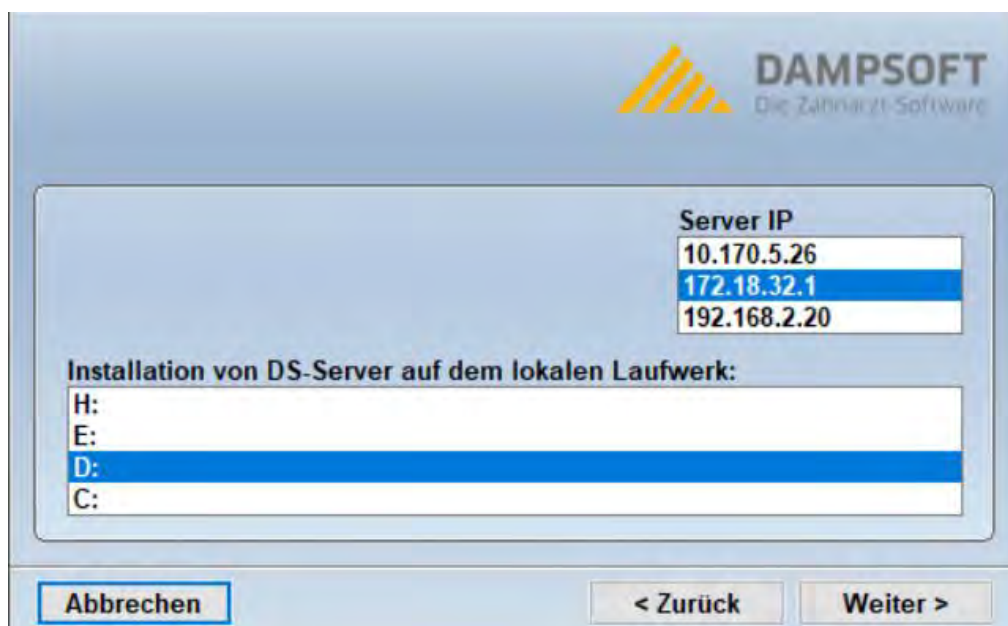 DAMPSOFT
Die Zahnarzt-Software
Server IP
10.170.5.26
172.18.32.1
192.168.2.20
Installation von DS-Server auf dem lokalen Laufwerk:
H:
E:
D:
C:
Abbrechen
< Zurück
Weiter >